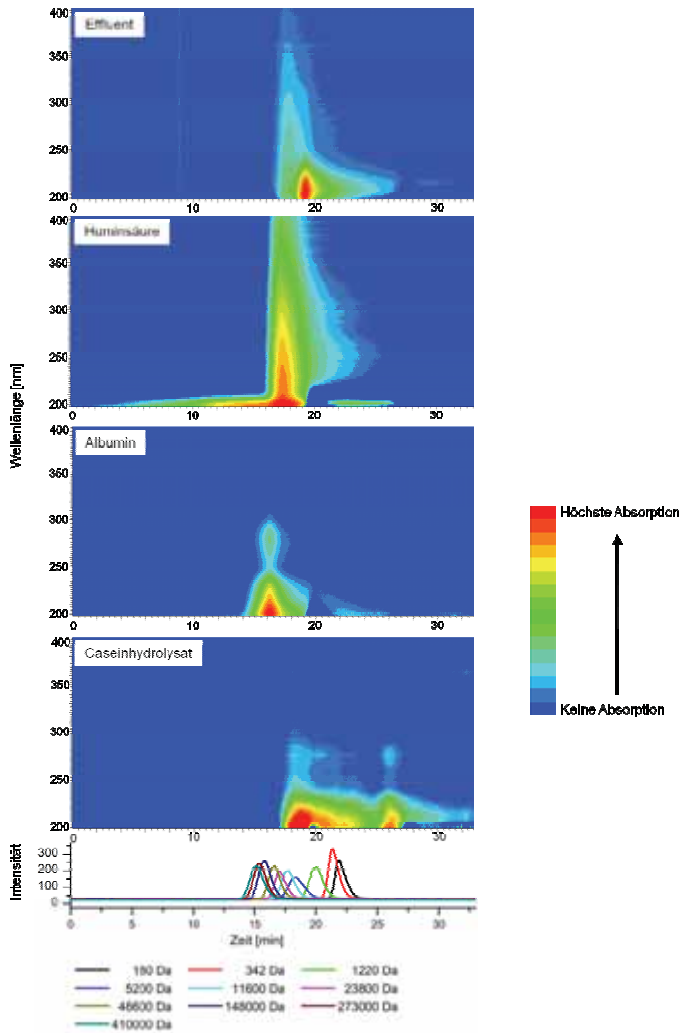 Effluent
400
350
300
250
200
0 10 20 30
Huminsäure
400
350
300
250
200
0 10 20 30
Wellenlänge [nm]
Albumin
400
350
300
250
200
0 10 20 30
Höchste Absorption
Keine Absorption
Caseinhydrolysat
400
350
300
250
200
0 10 20 30
Intensität
300
200
100
0
0 5 10 15 20 25 30
Zeit [min]
180 Da 342 Da 1220 Da
5200 Da 11600 Da 23800 Da
46600 Da 148000 Da 273000 Da
410000 Da